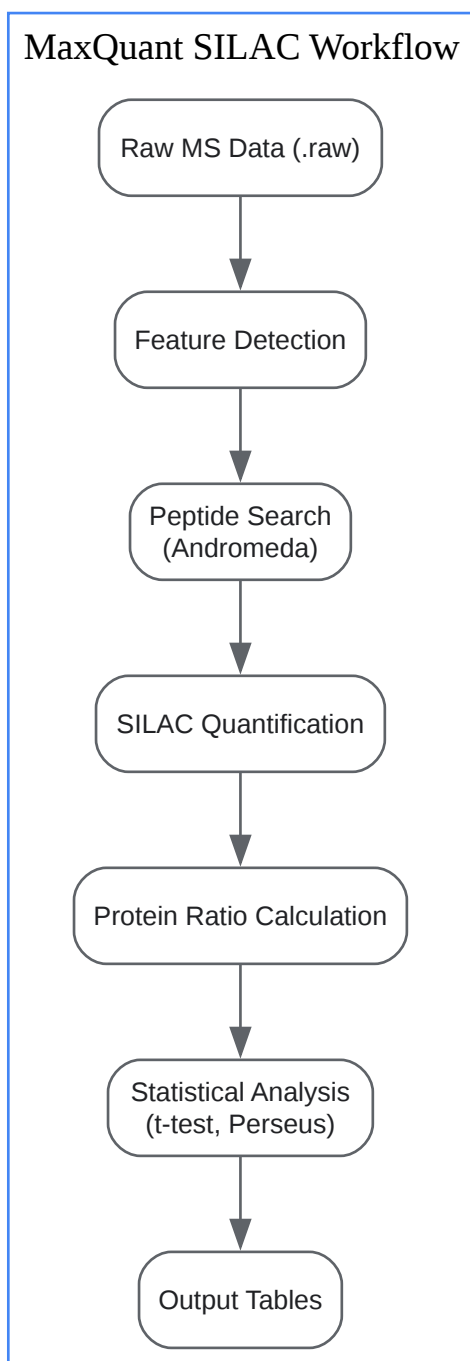 MaxQuant SILAC Workflow
Raw MS Data (.raw)
Feature Detection
Peptide Search
(Andromeda)
SILAC Quantification
Protein Ratio Calculation
Statistical Analysis
(t-test, Perseus)
Output Tables